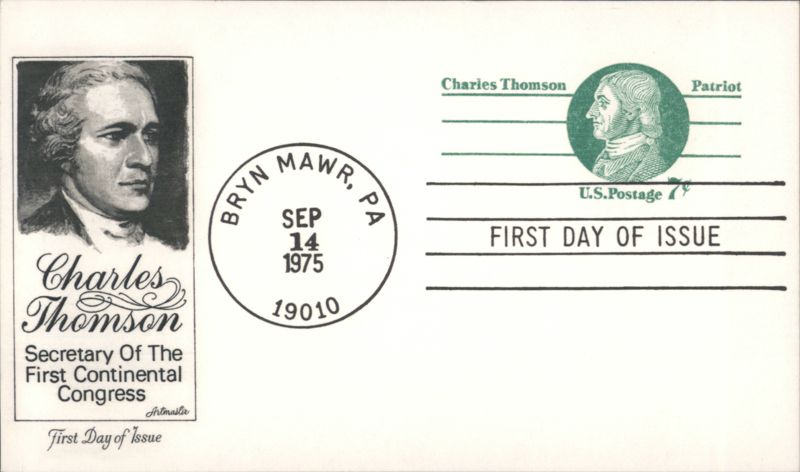 Charles
Thomson
Secretary Of The
First Continental
Congress
Artmaster
First Day of Issue
BRYN MAWR, PA
SEP
14
1975
19010
Charles Thomson Patriot
U.S. Postage 7¢
FIRST DAY OF ISSUE